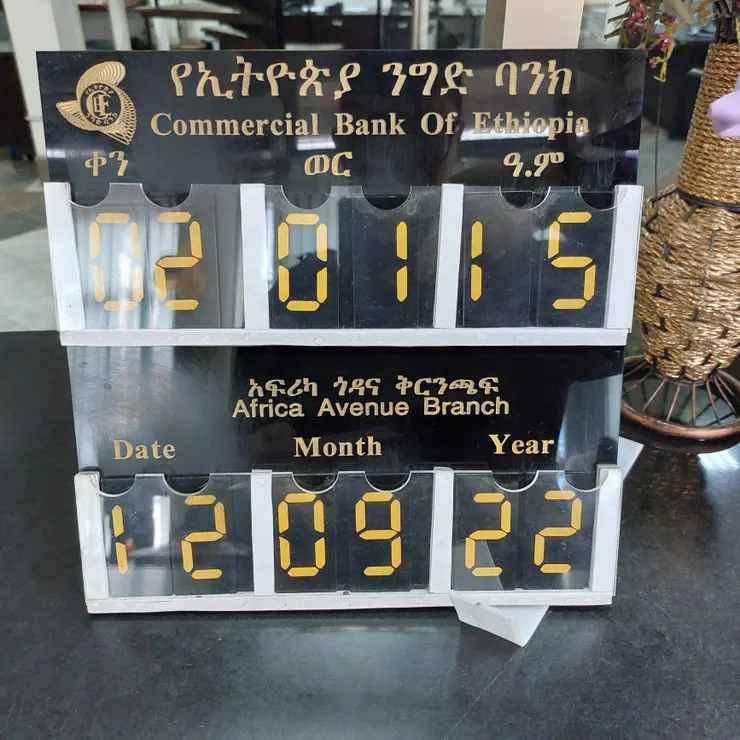 የኢትዮጵያ ንግድ ባንክ
Commercial Bank Of Ethiopia
ቀን ወር ዓ.ም
02 01 15
አፍሪካ ጎዳና ቅርንጫፍ
Africa Avenue Branch
Date Month Year
12 09 22